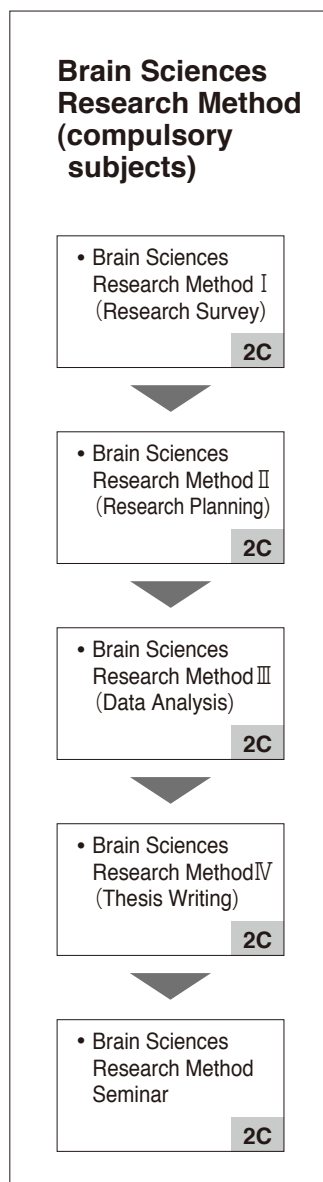 Brain Sciences
Research Method
(compulsory
subjects)
• Brain Sciences
Research Method Ⅰ
(Research Survey)
2C
• Brain Sciences
Research Method Ⅱ
(Research Planning)
2C
• Brain Sciences
Research Method Ⅲ
(Data Analysis)
2C
• Brain Sciences
Research MethodⅣ
(Thesis Writing)
2C
• Brain Sciences
Research Method
Seminar
2C